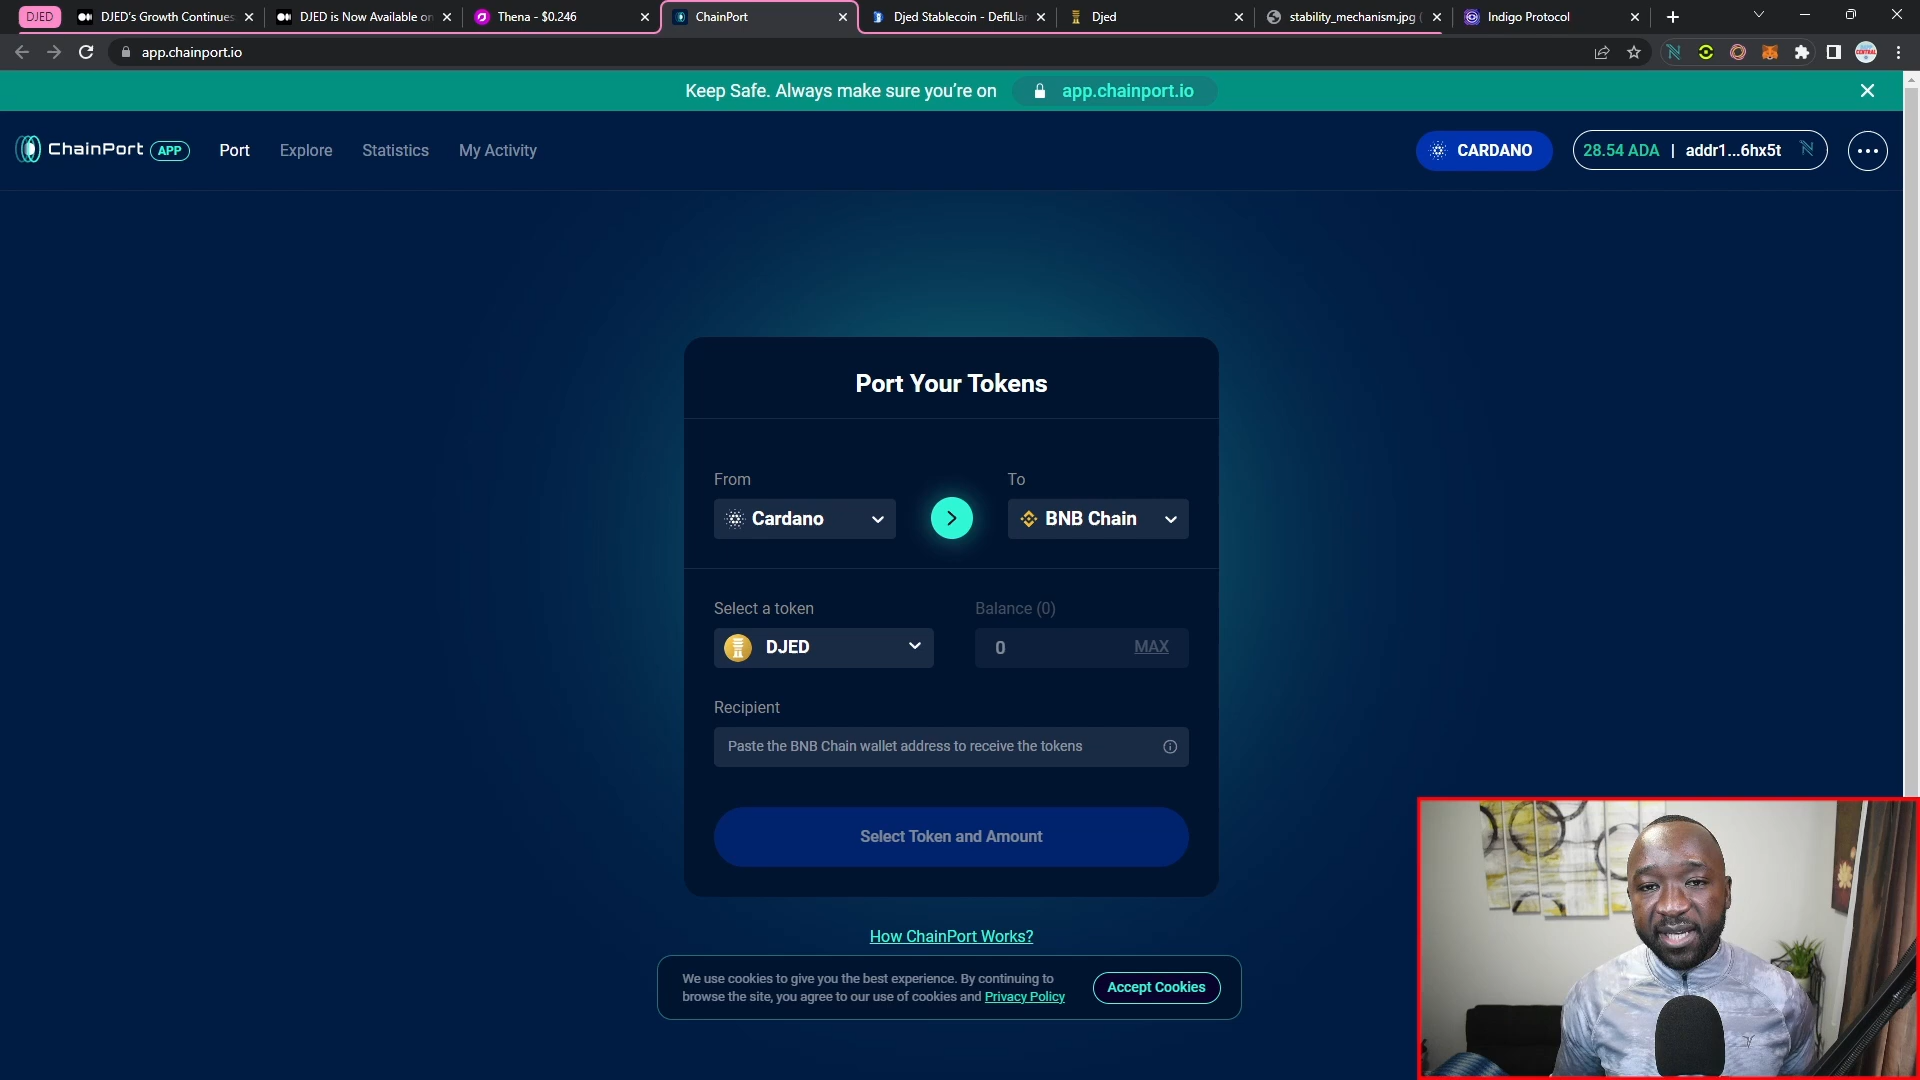 DJED
DJED's Growth Continues
DJED is Now Available on
Thena - $0.246
ChainPort
Djed Stablecoin - DefiLlar
Djed
stability_mechanism.jpg (
Indigo Protocol
app.chainport.io
Keep Safe. Always make sure you're on
app.chainport.io
ChainPort APP
Port
Explore
Statistics
My Activity
CARDANO
28.54 ADA | addr1...6hx5t
Port Your Tokens
From
To
Cardano
BNB Chain
Select a token
Balance (0)
DJED
0
MAX
Recipient
Paste the BNB Chain wallet address to receive the tokens
Select Token and Amount
How ChainPort Works?
We use cookies to give you the best experience. By continuing to
browse the site, you agree to our use of cookies and Privacy Policy
Accept Cookies